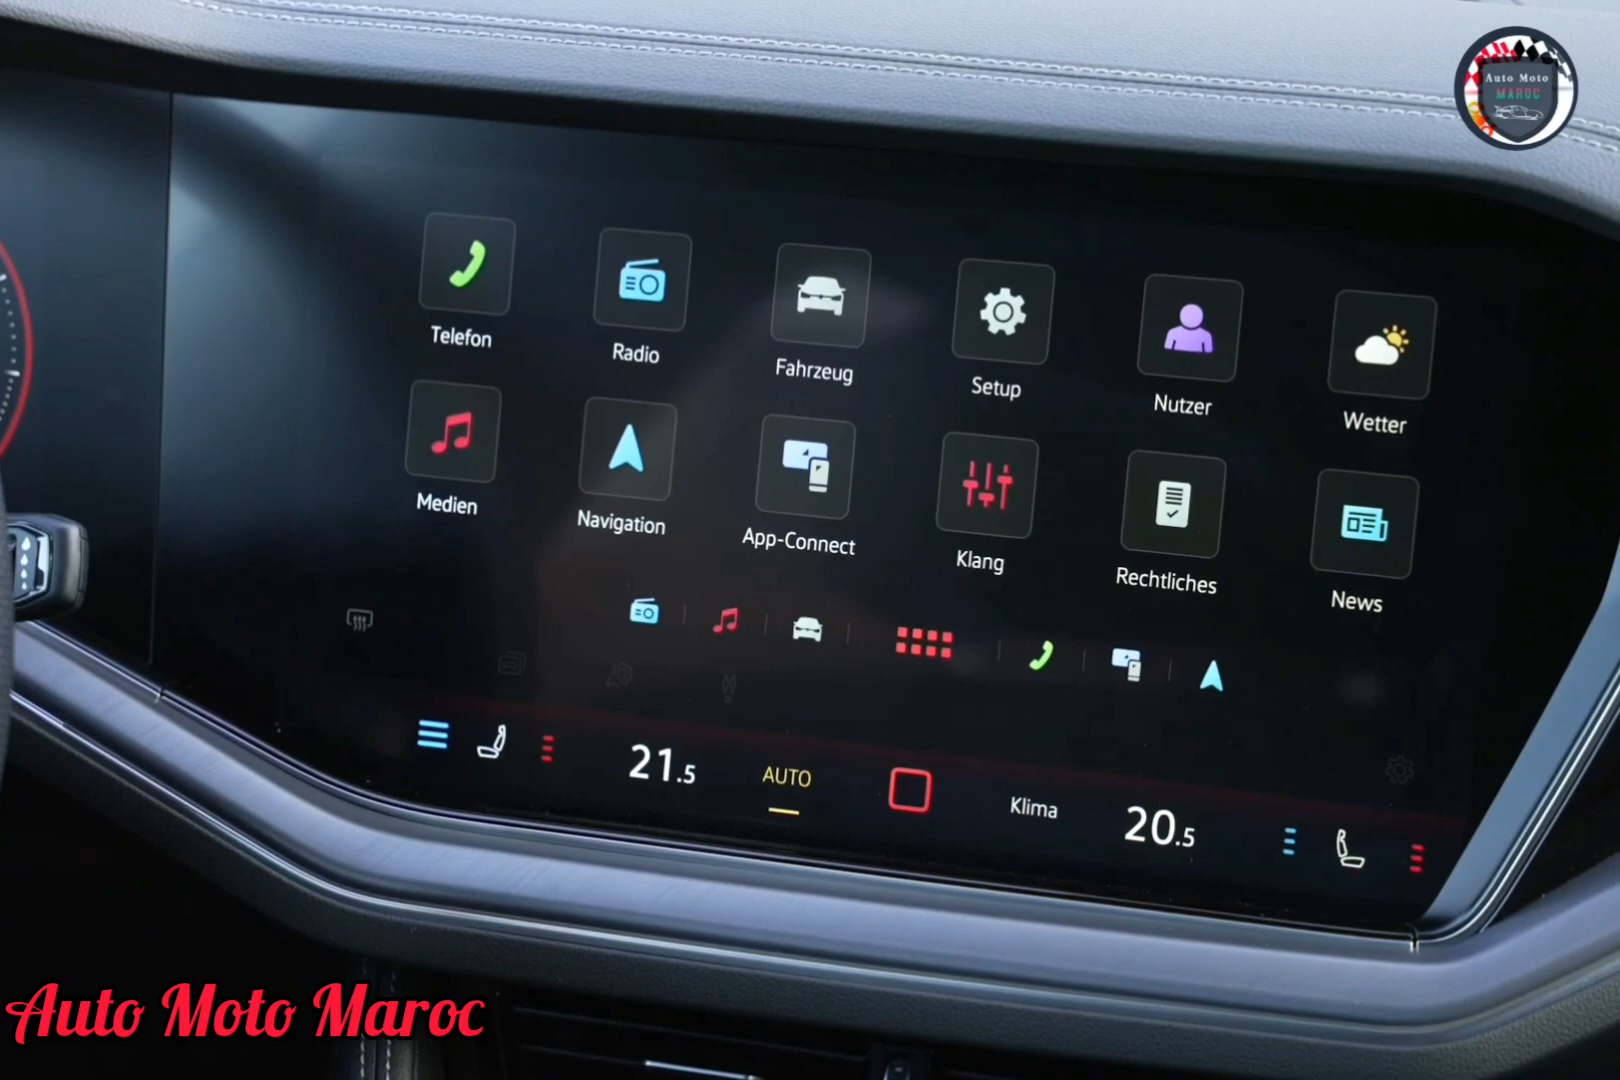 Auto Moto
MAROC
Telefon
Radio
Fahrzeug
Setup
Nutzer
Wetter
Medien
Navigation
App-Connect
Klang
Rechtliches
News
21.5
AUTO
Klima
20.5
Auto Moto Maroc